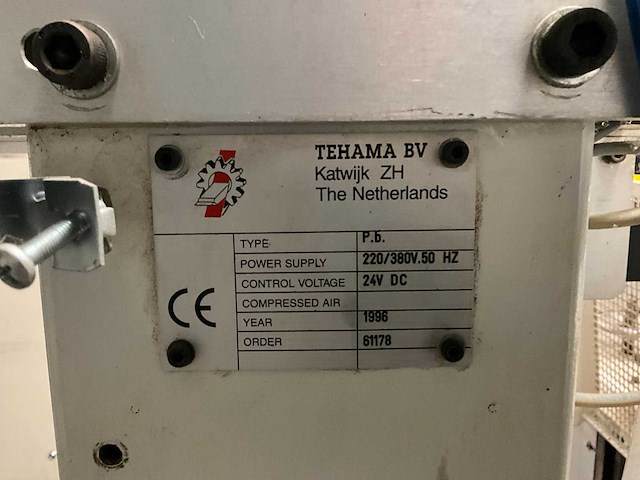 TEHAMA BV
Katwijk ZH
The Netherlands
TYPE P.b.
POWER SUPPLY 220/380V.50 HZ
CONTROL VOLTAGE 24V DC
COMPRESSED AIR
YEAR 1996
ORDER 61178
CE